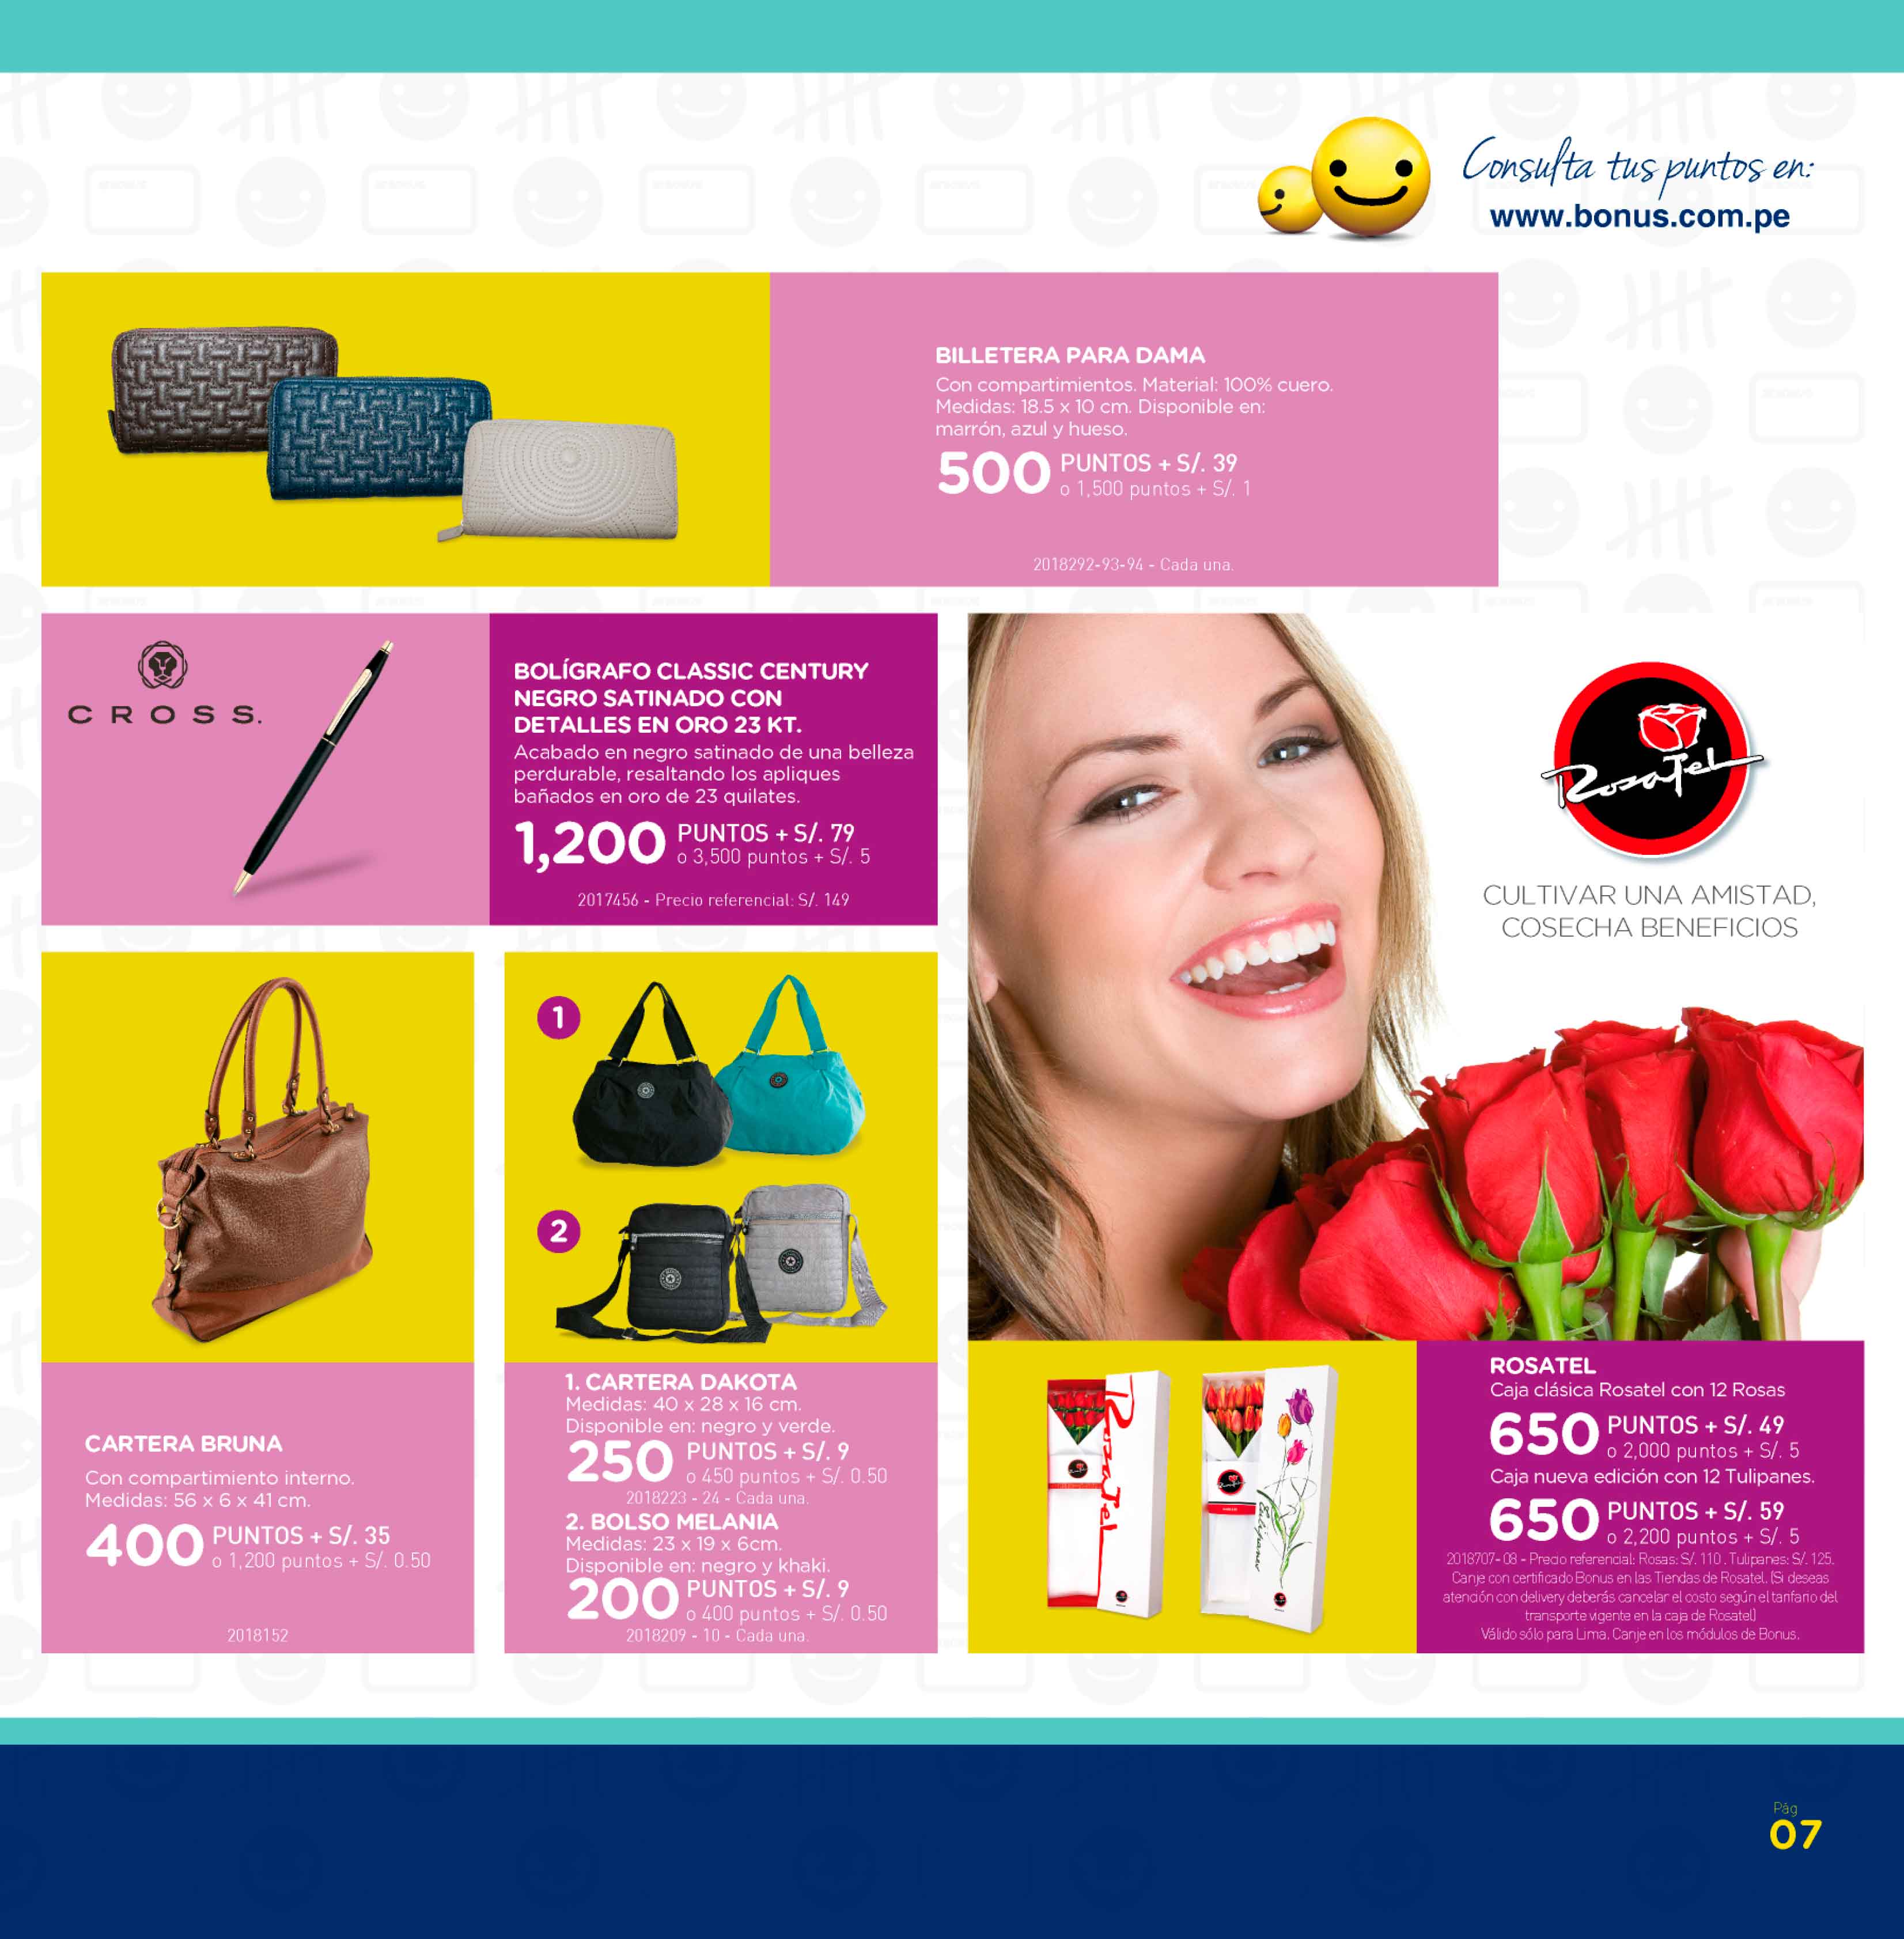 Consulta tus puntos en:
www.bonus.com.pe
BILLETERA PARA DAMA
Con compartimientos. Material: 100% cuero.
Medidas: 18.5 x 10 cm. Disponible en:
marrón, azul y hueso.
500 PUNTOS + S/. 39
o 1,500 puntos + S/. 1
2018292-93-94 - Cada una.
CROSS.
BOLÍGRAFO CLASSIC CENTURY
NEGRO SATINADO CON
DETALLES EN ORO 23 KT.
Acabado en negro satinado de una belleza
perdurable, resaltando los apliques
bañados en oro de 23 quilates.
1,200 PUNTOS + S/. 79
o 3,500 puntos + S/. 5
2017456 - Precio referencial: S/. 149
Rosatel
CULTIVAR UNA AMISTAD,
COSECHA BENEFICIOS
CARTERA BRUNA
Con compartimiento interno.
Medidas: 56 x 6 x 41 cm.
400 PUNTOS + S/. 35
o 1,200 puntos + S/. 0.50
2018152
1
2
1. CARTERA DAKOTA
Medidas: 40 x 28 x 16 cm.
Disponible en: negro y verde.
250 PUNTOS + S/. 9
o 450 puntos + S/. 0.50
2018223 - 24 - Cada una.
2. BOLSO MELANIA
Medidas: 23 x 19 x 6cm.
Disponible en: negro y khaki.
200 PUNTOS + S/. 9
o 400 puntos + S/. 0.50
2018209 - 10 - Cada una.
Rosatel
ROSATEL
Caja clásica Rosatel con 12 Rosas
650 PUNTOS + S/. 49
o 2,000 puntos + S/. 5
Caja nueva edición con 12 Tulipanes.
650 PUNTOS + S/. 59
o 2,200 puntos + S/. 5
2018707- 08 - Precio referencial: Rosas: S/. 110 . Tulipanes: S/. 125.
Canje con certificado Bonus en las Tiendas de Rosatel. (Si deseas
atención con delivery deberás cancelar el costo según el tarifario del
transporte vigente en la caja de Rosatel)
Válido sólo para Lima. Canje en los módulos de Bonus.
Pág
07